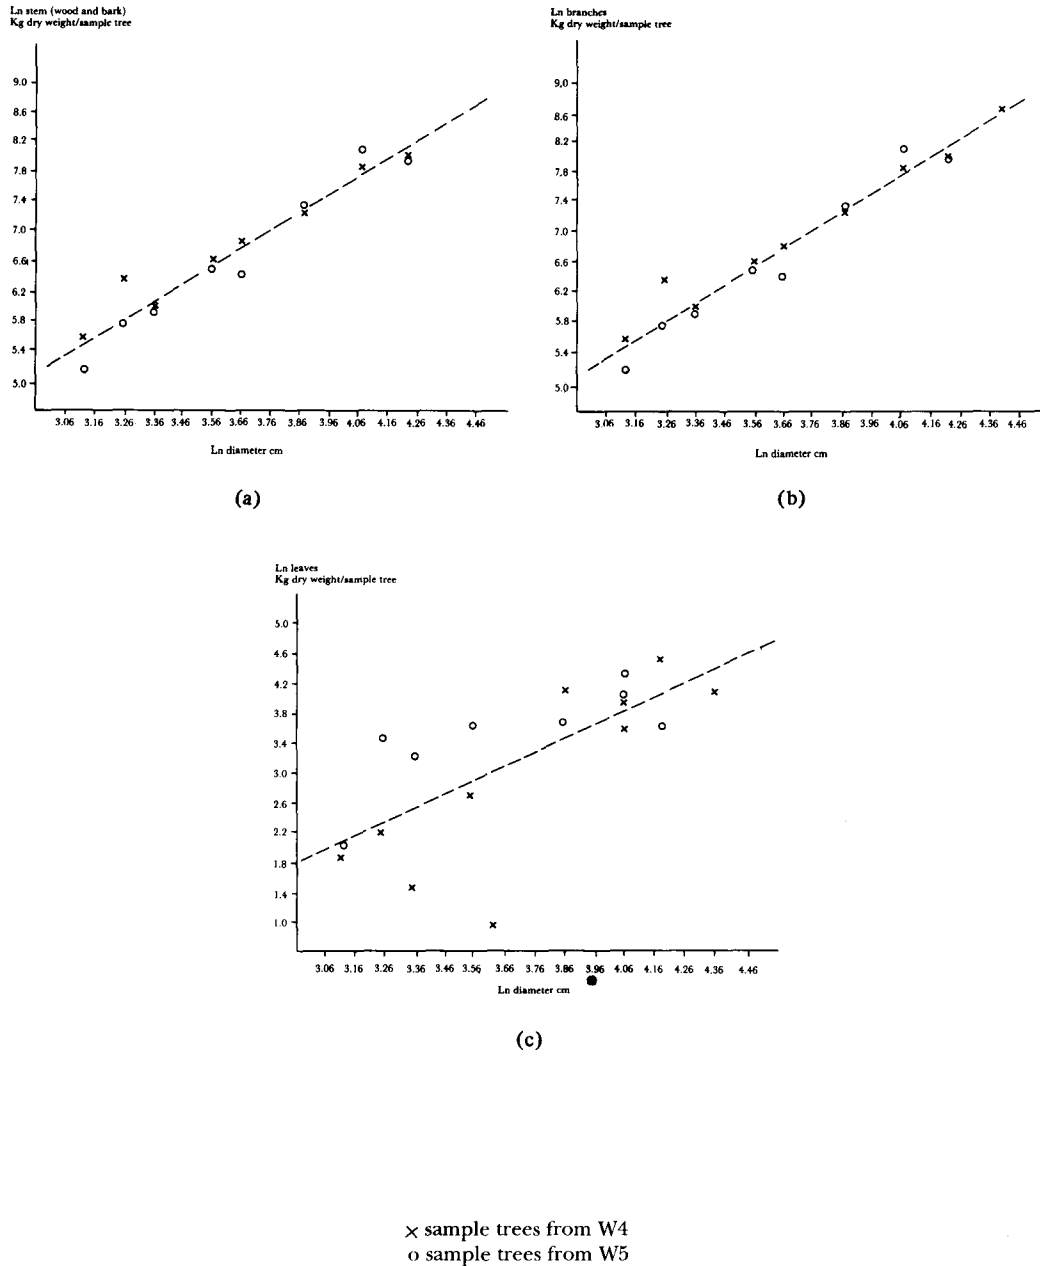 Ln stem (wood and bark)
Kg dry weight/sample tree
9.0
8.6
8.2
7.8
7.4
7.0
6.6
6.2
5.8
5.4
5.0
3.06 3.16 3.26 3.36 3.46 3.56 3.66 3.76 3.86 3.96 4.06 4.16 4.26 4.36 4.46
Ln diameter cm
(a)
Ln branches
Kg dry weight/sample tree
9.0
8.6
8.2
7.8
7.4
7.0
6.6
6.2
5.8
5.4
5.0
3.06 3.16 3.26 3.36 3.46 3.56 3.66 3.76 3.86 3.96 4.06 4.16 4.26 4.36 4.46
Ln diameter cm
(b)
Ln leaves
Kg dry weight/sample tree
5.0
4.6
4.2
3.8
3.4
3.0
2.6
2.2
1.8
1.4
1.0
3.06 3.16 3.26 3.36 3.46 3.56 3.66 3.76 3.86 3.96 4.06 4.16 4.26 4.36 4.46
Ln diameter cm
(c)
× sample trees from W4
o sample trees from W5